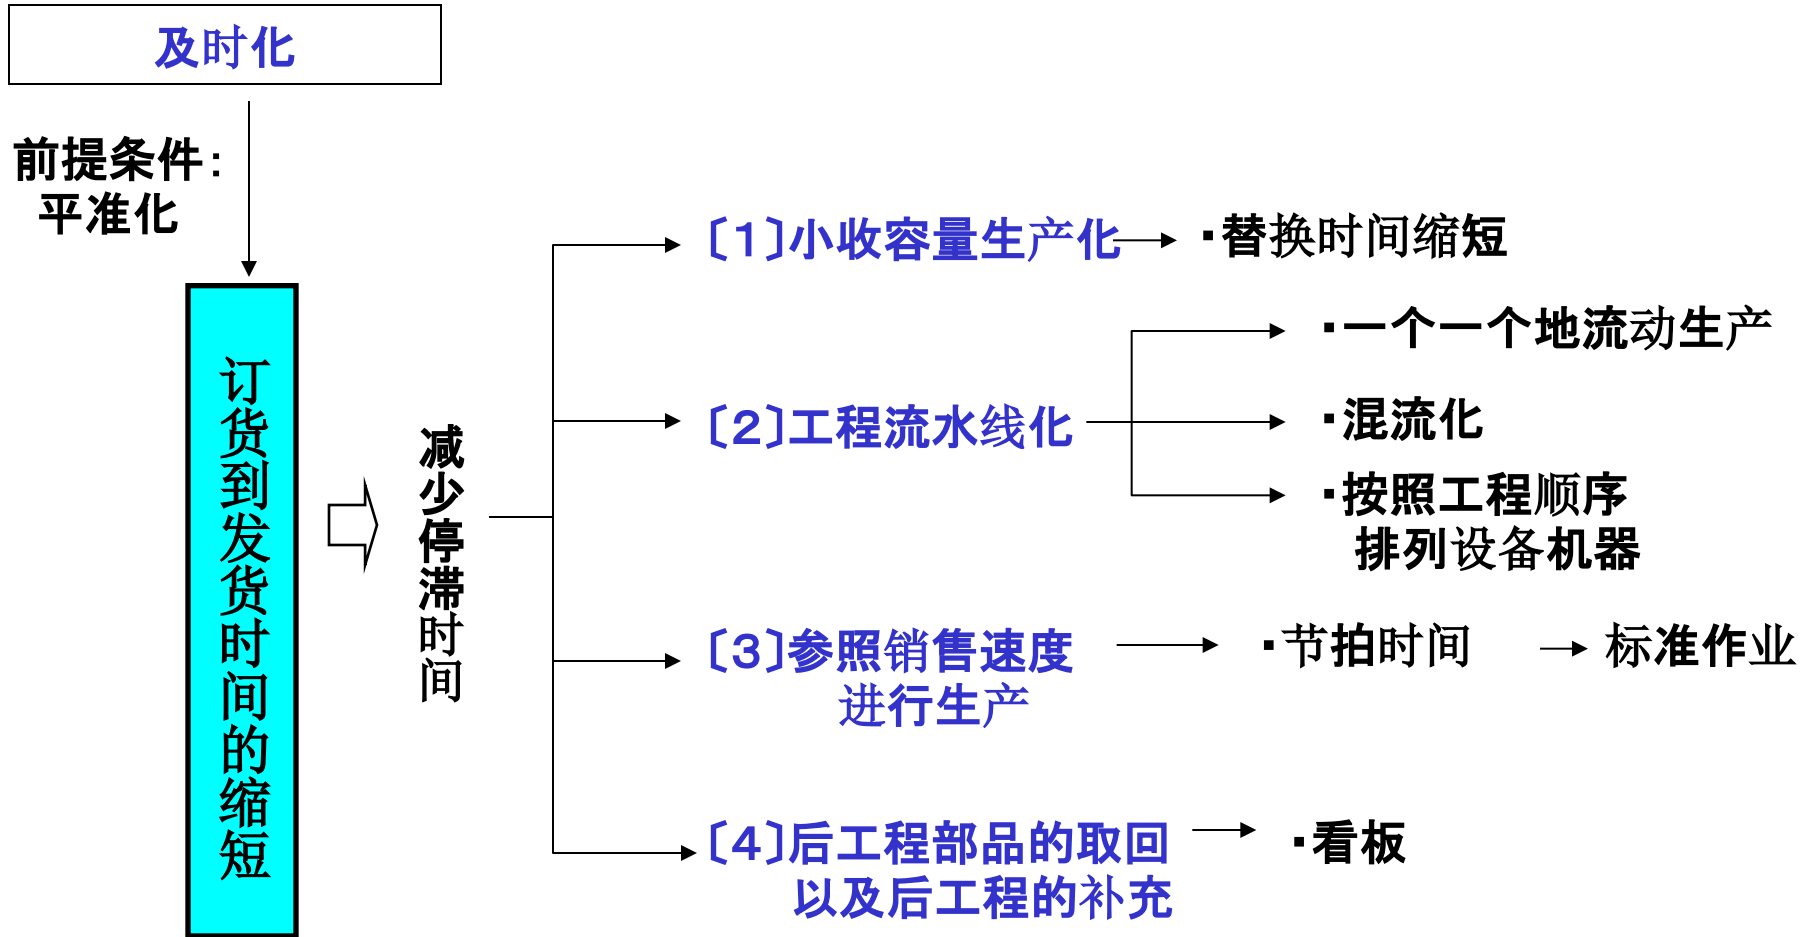 及时化
前提条件：
平准化
订货到发货时间的缩短
减少停滞时间
〔1〕小收容量生产化
·替换时间缩短
〔2〕工程流水线化
·一个一个地流动生产
·混流化
·按照工程顺序
排列设备机器
〔3〕参照销售速度
进行生产
·节拍时间
标准作业
〔4〕后工程部品的取回
以及后工程的补充
·看板